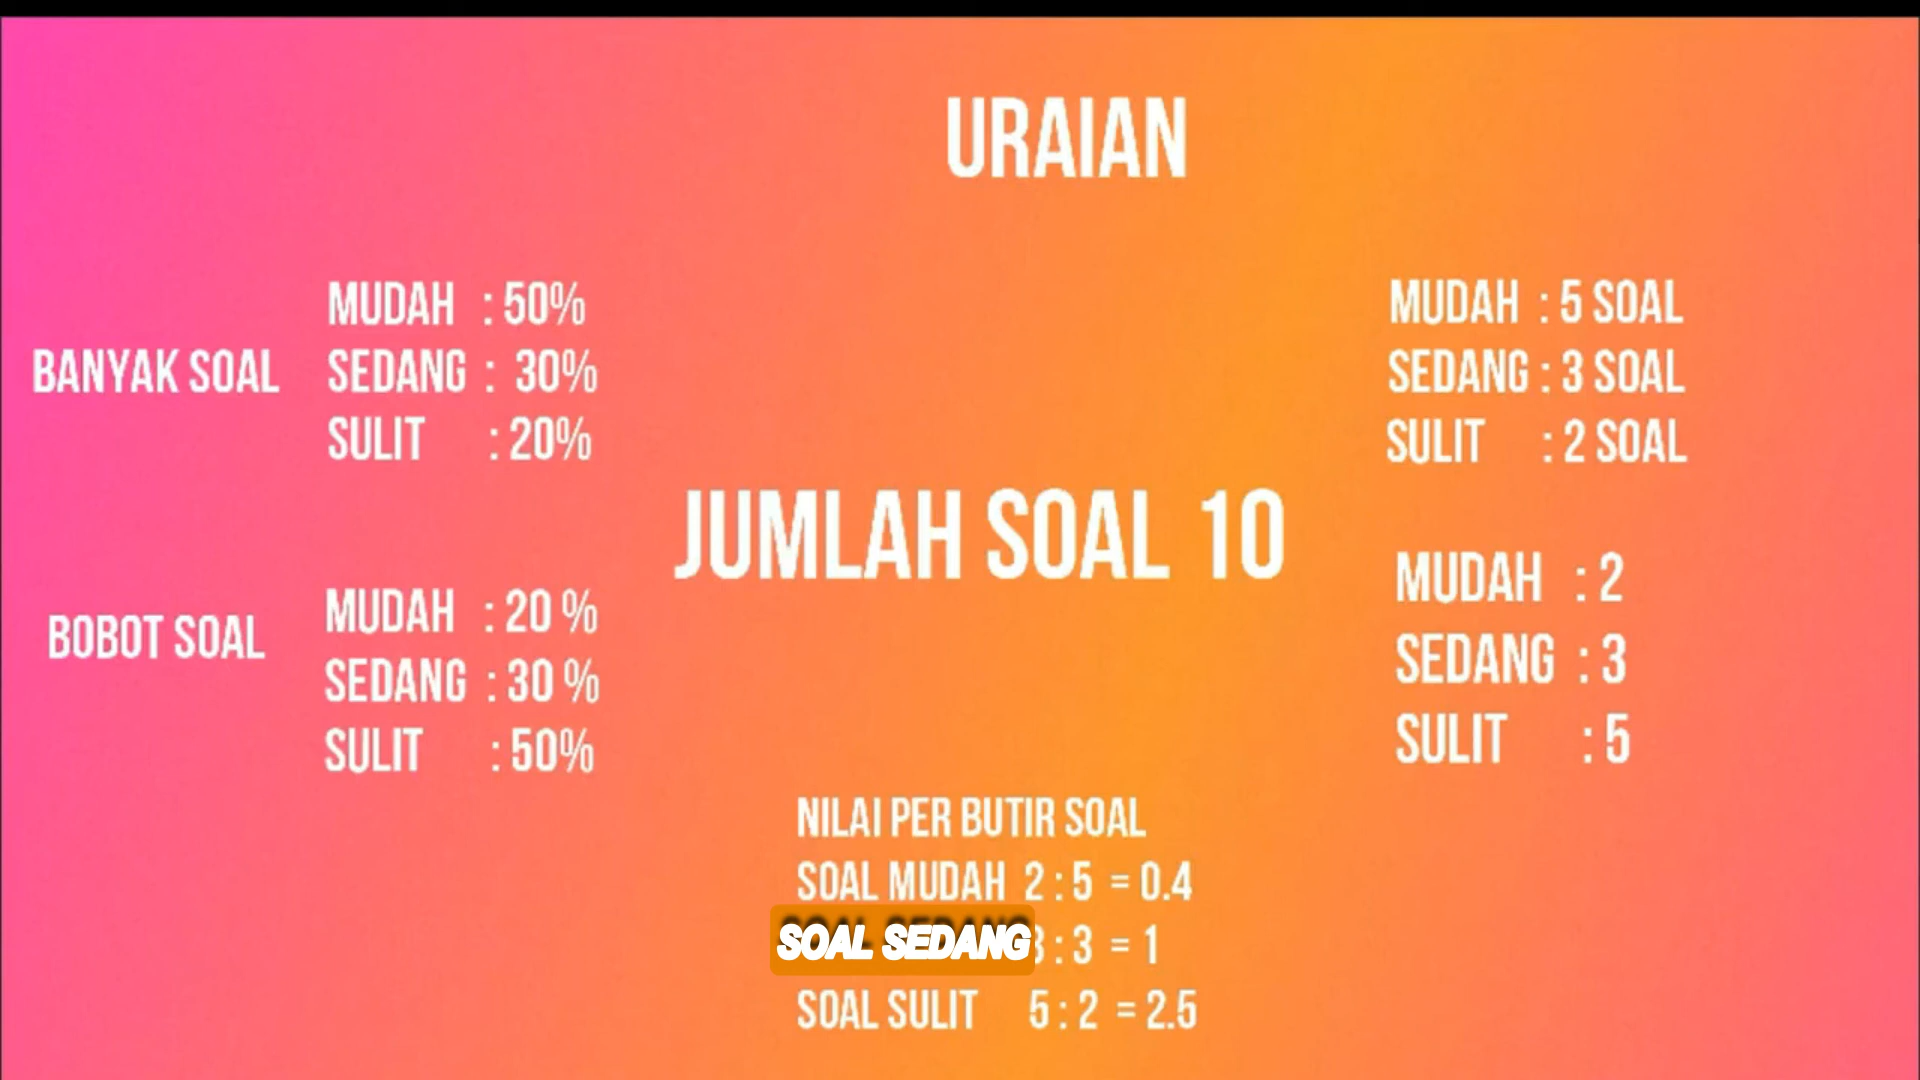 URAIAN
BANYAK SOAL
MUDAH : 50%
SEDANG : 30%
SULIT : 20%
MUDAH : 5 SOAL
SEDANG : 3 SOAL
SULIT : 2 SOAL
JUMLAH SOAL 10
BOBOT SOAL
MUDAH : 20 %
SEDANG : 30 %
SULIT : 50%
MUDAH : 2
SEDANG : 3
SULIT : 5
NILAI PER BUTIR SOAL
SOAL MUDAH 2 : 5 = 0.4
SOAL SEDANG 3 : 3 = 1
SOAL SULIT 5 : 2 = 2.5